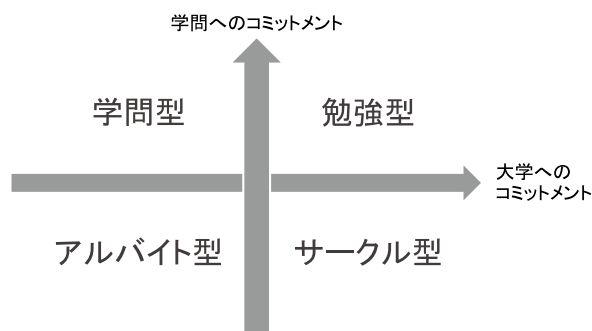 学問へのコミットメント
学問型
勉強型
大学への
コミットメント
アルバイト型
サークル型